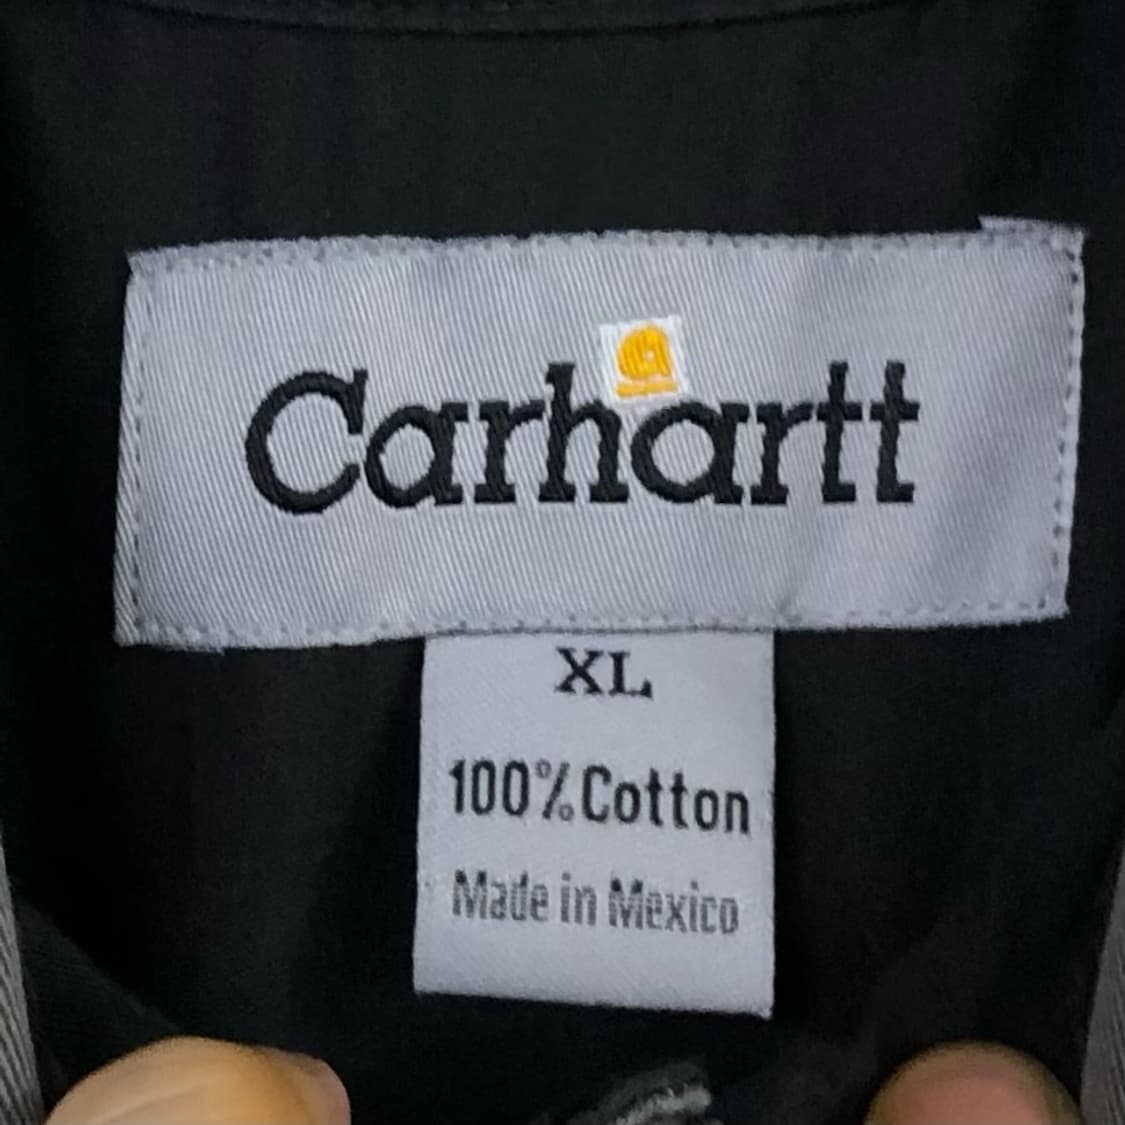 Carhartt
XL
100% Cotton
Made in Mexico